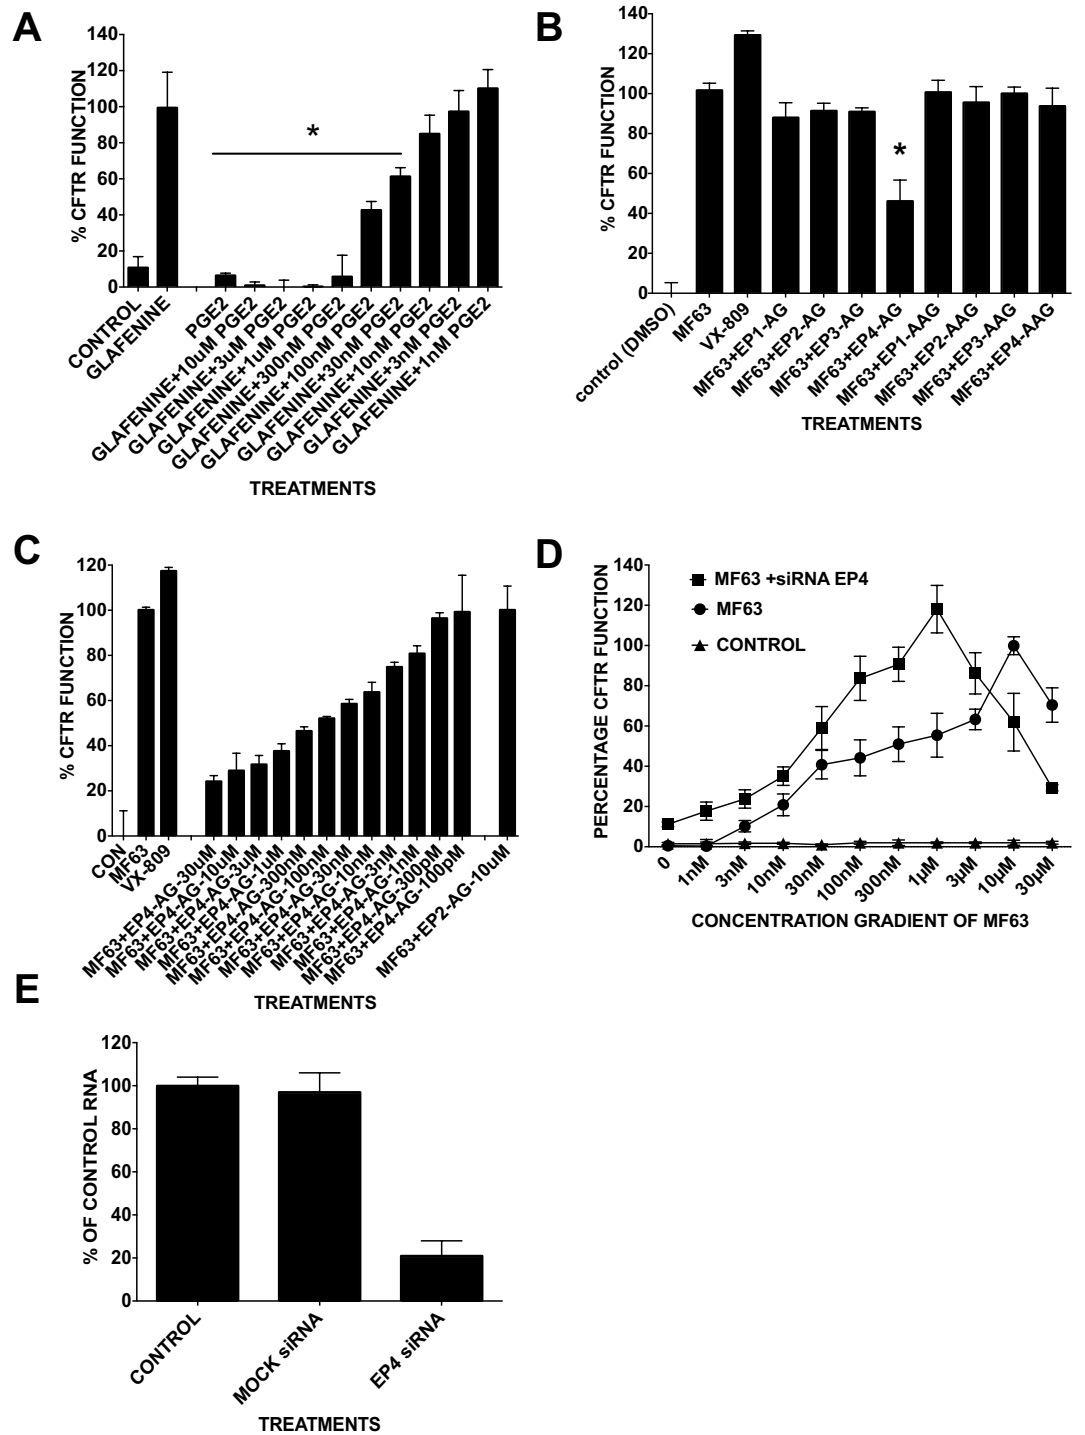 A
% CFTR FUNCTION
140
120
100
80
60
40
20
0
*
CONTROL
GLAFENINE
PGE2
GLAFENINE+10uM PGE2
GLAFENINE+3uM PGE2
GLAFENINE+1uM PGE2
GLAFENINE+300nM PGE2
GLAFENINE+100nM PGE2
GLAFENINE+30nM PGE2
GLAFENINE+10nM PGE2
GLAFENINE+3nM PGE2
GLAFENINE+1nM PGE2
TREATMENTS
B
% CFTR FUNCTION
140
120
100
80
60
40
20
0
*
control (DMSO)
MF63
VX-809
MF63+EP1-AG
MF63+EP2-AG
MF63+EP3-AG
MF63+EP4-AG
MF63+EP1-AAG
MF63+EP2-AAG
MF63+EP3-AAG
MF63+EP4-AAG
TREATMENTS
C
% CFTR FUNCTION
120
100
80
60
40
20
0
CON
MF63
VX-809
MF63+EP4-AG-30uM
MF63+EP4-AG-10uM
MF63+EP4-AG-3uM
MF63+EP4-AG-1uM
MF63+EP4-AG-300nM
MF63+EP4-AG-100nM
MF63+EP4-AG-30nM
MF63+EP4-AG-10nM
MF63+EP4-AG-3nM
MF63+EP4-AG-1nM
MF63+EP4-AG-300pM
MF63+EP4-AG-100pM
MF63+EP2-AG-10uM
TREATMENTS
D
PERCENTAGE CFTR FUNCTION
140
120
100
80
60
40
20
0
MF63 +siRNA EP4
MF63
CONTROL
0
1nM
3nM
10nM
30nM
100nM
300nM
1µM
3µM
10µM
30µM
CONCENTRATION GRADIENT OF MF63
E
% OF CONTROL RNA
120
100
80
60
40
20
0
CONTROL
MOCK siRNA
EP4 siRNA
TREATMENTS